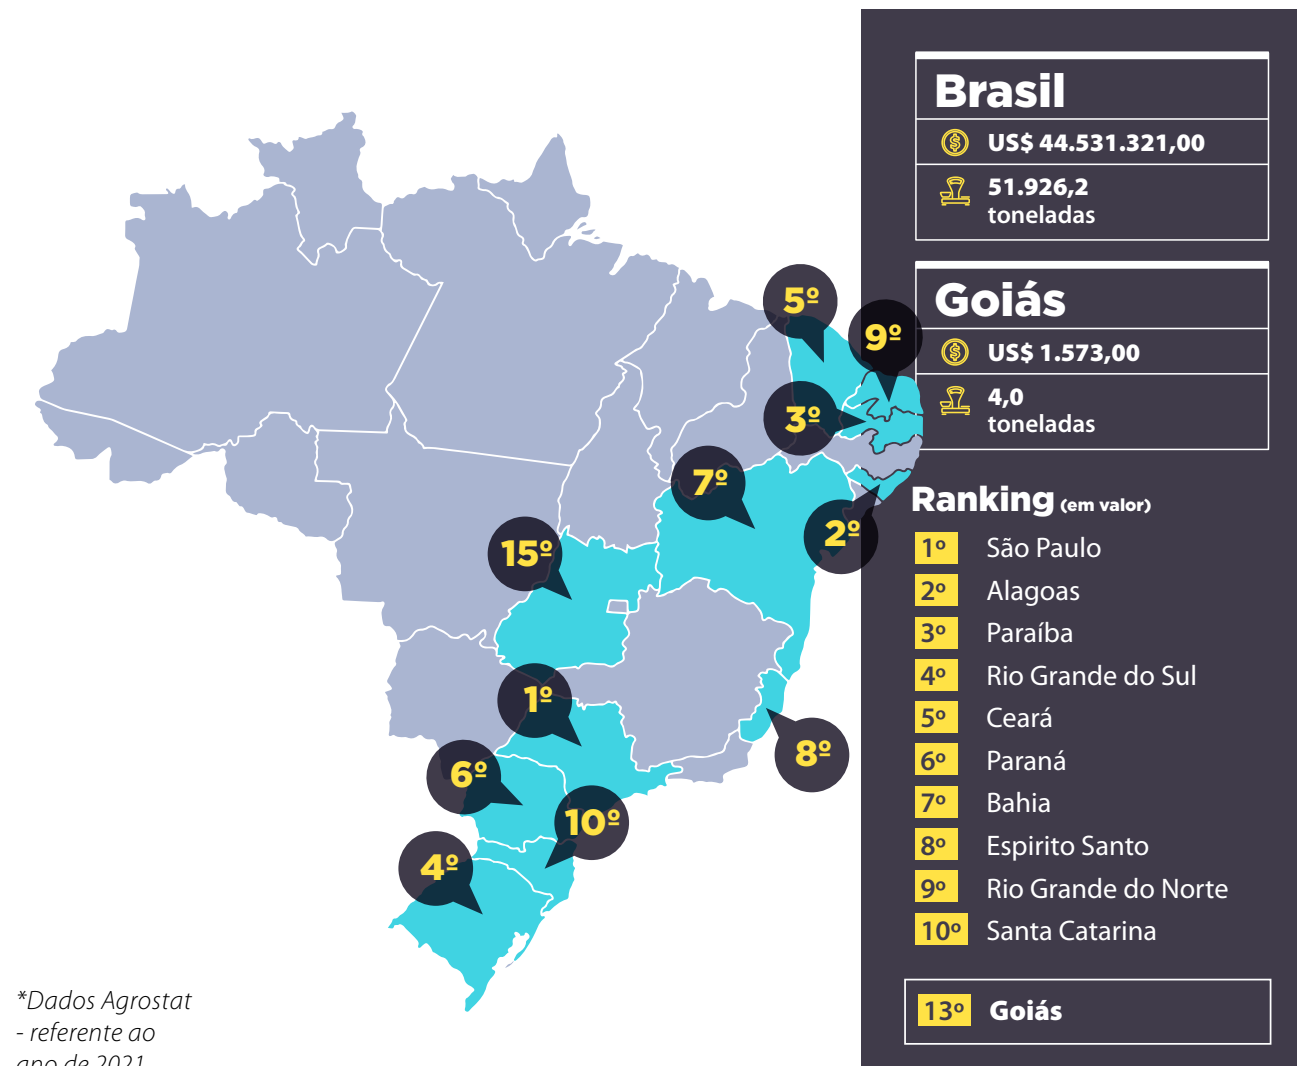 Brasil
US$ 44.531.321,00
51.926,2
toneladas
Goiás
US$ 1.573,00
4,0
toneladas
5º
9º
3º
7º
2º
15º
1º
8º
6º
10º
4º
Ranking (em valor)
1º São Paulo
2º Alagoas
3º Paraíba
4º Rio Grande do Sul
5º Ceará
6º Paraná
7º Bahia
8º Espirito Santo
9º Rio Grande do Norte
10º Santa Catarina
13º Goiás
*Dados Agrostat
- referente ao
ano de 2021